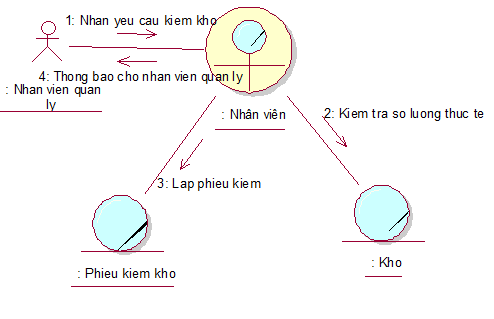 1: Nhan yeu cau kiem kho
4: Thong bao cho nhan vien quan ly
: Nhan vien quan
ly
: Nhân viên
2: Kiem tra so luong thuc te
3: Lap phieu kiem
: Phieu kiem kho
: Kho